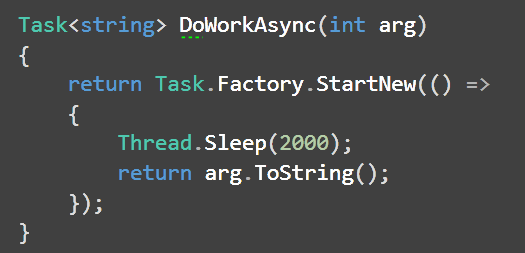 Task<string> DoWorkAsync(int arg)
{
    return Task.Factory.StartNew(() =>
    {
        Thread.Sleep(2000);
        return arg.ToString();
    });
}